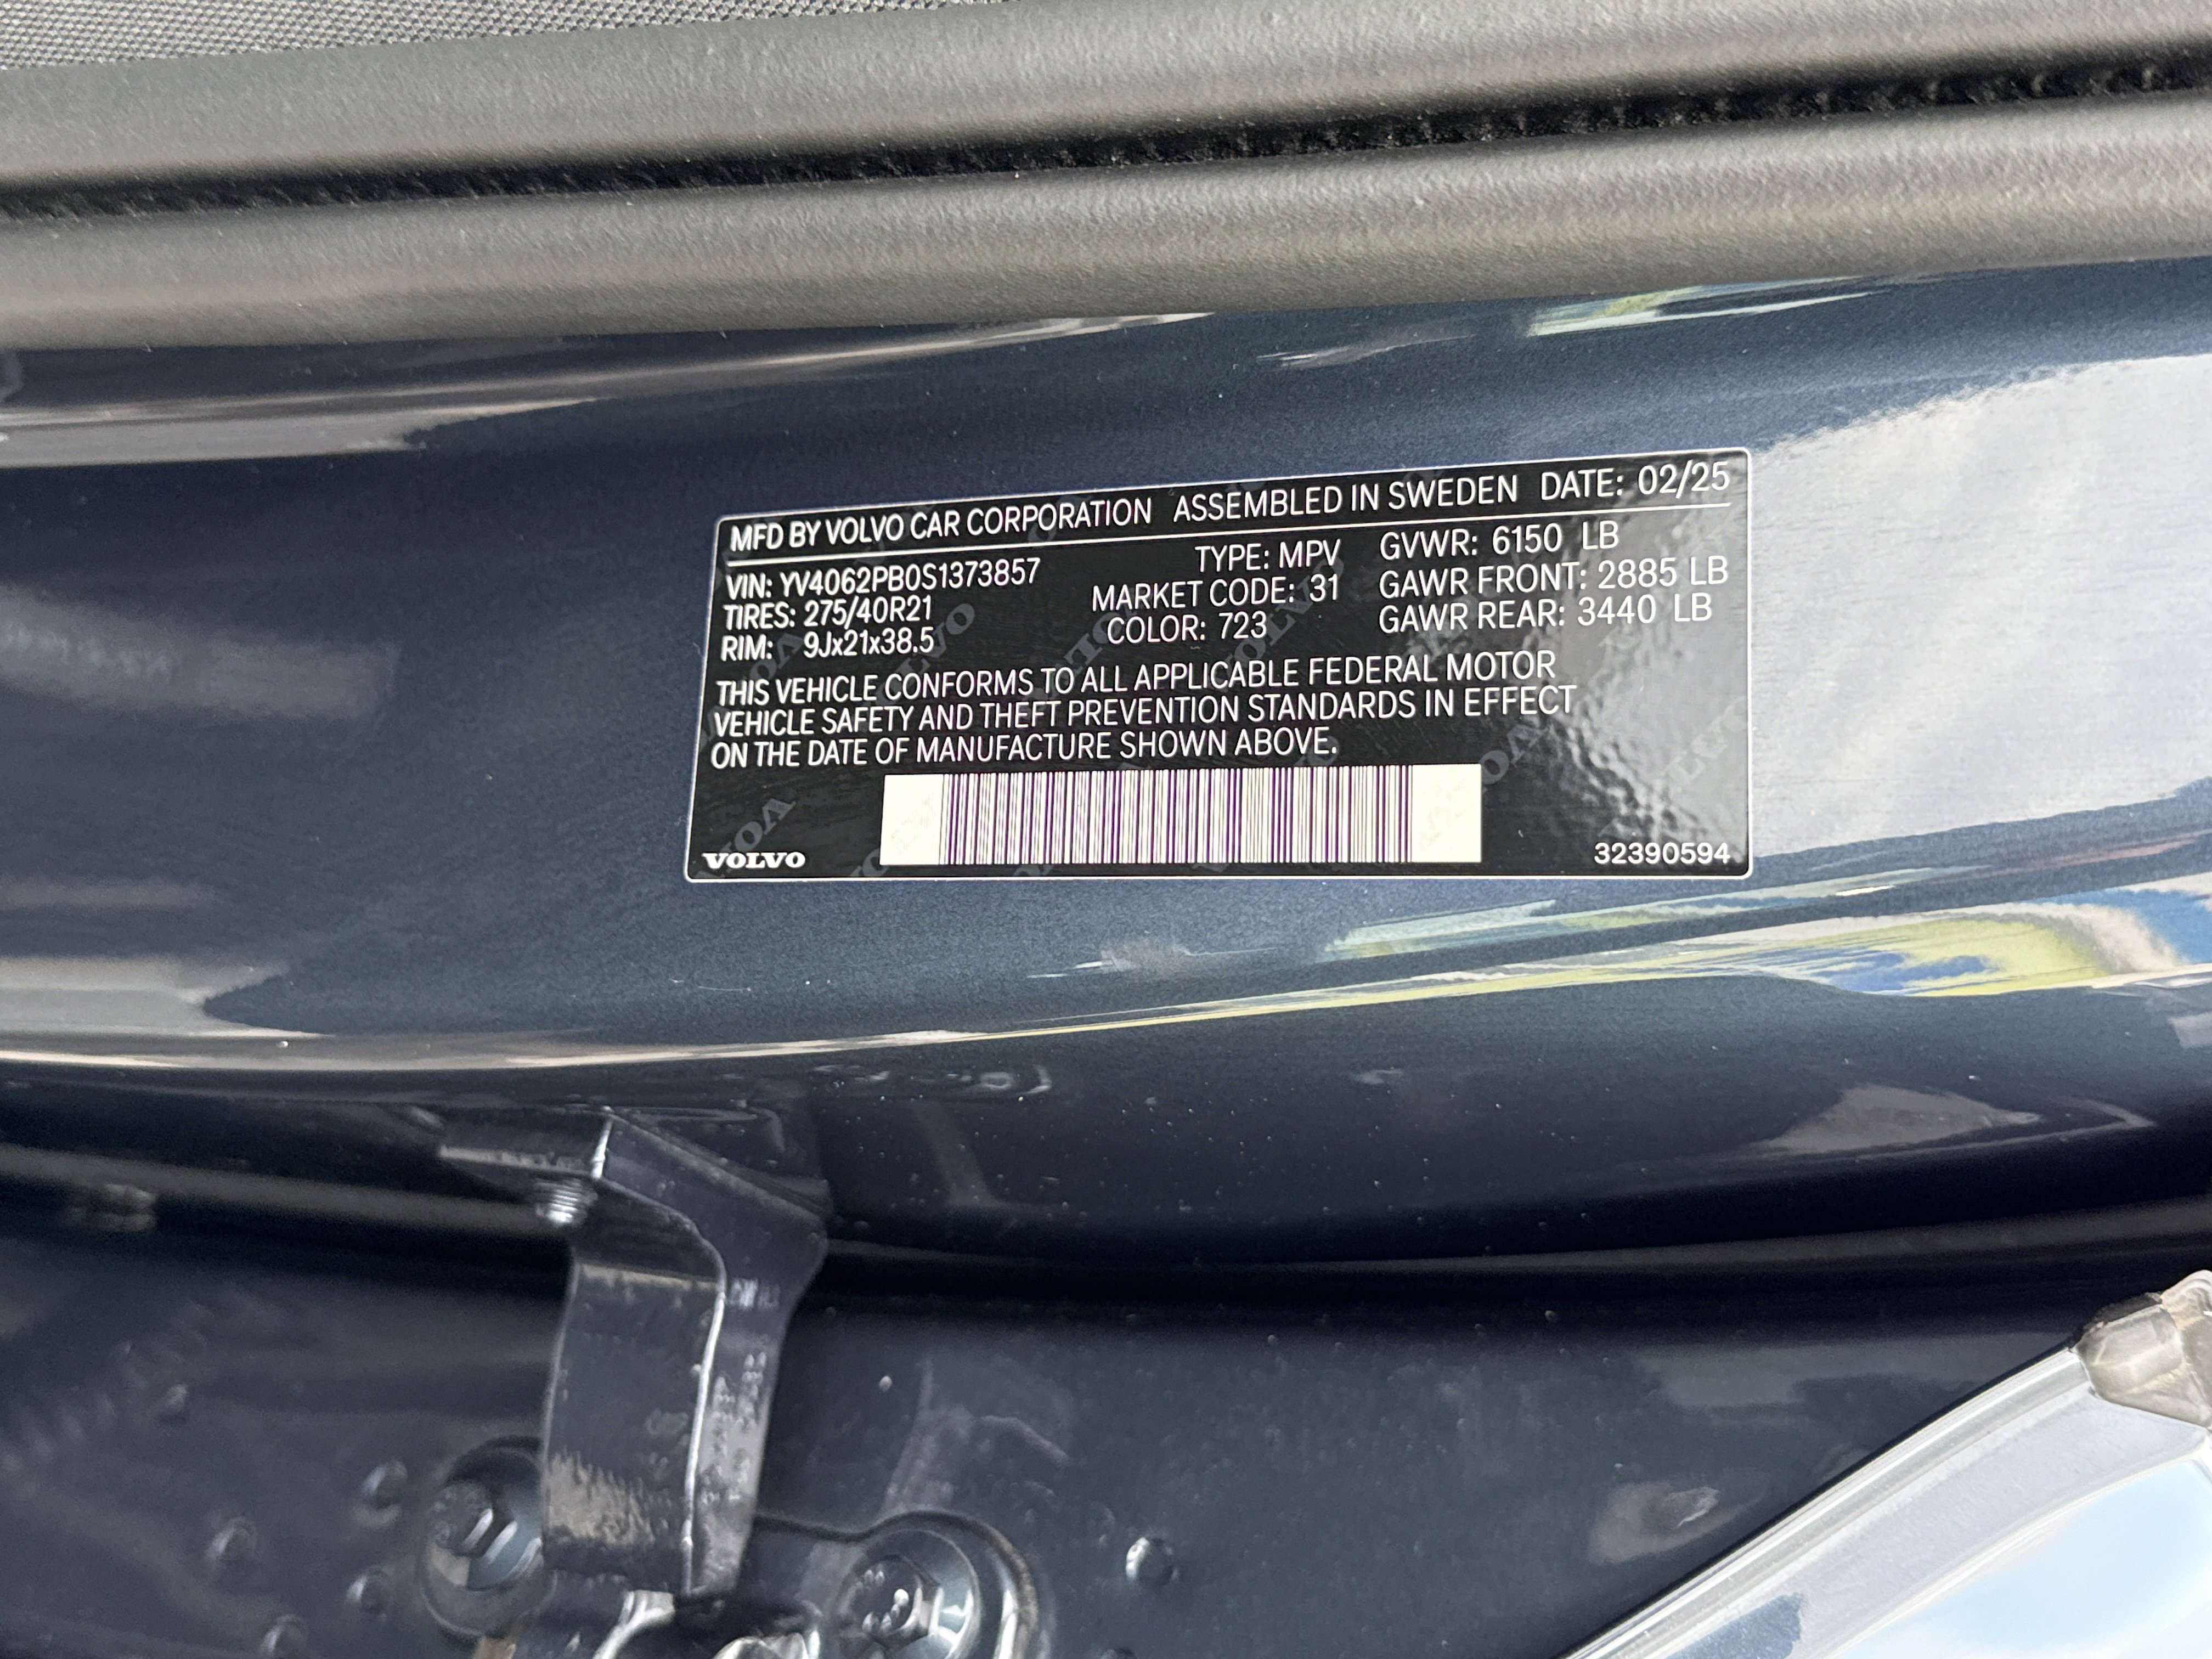 MFD BY VOLVO CAR CORPORATION ASSEMBLED IN SWEDEN DATE: 02/25
VIN: YV4062PB0S1373857 TYPE: MPV GVWR: 6150 LB
TIRES: 275/40R21 MARKET CODE: 31 GAWR FRONT: 2885 LB
RIM: 9Jx21x38.5 COLOR: 723 GAWR REAR: 3440 LB
THIS VEHICLE CONFORMS TO ALL APPLICABLE FEDERAL MOTOR
VEHICLE SAFETY AND THEFT PREVENTION STANDARDS IN EFFECT
ON THE DATE OF MANUFACTURE SHOWN ABOVE.
VOLVO 32390594